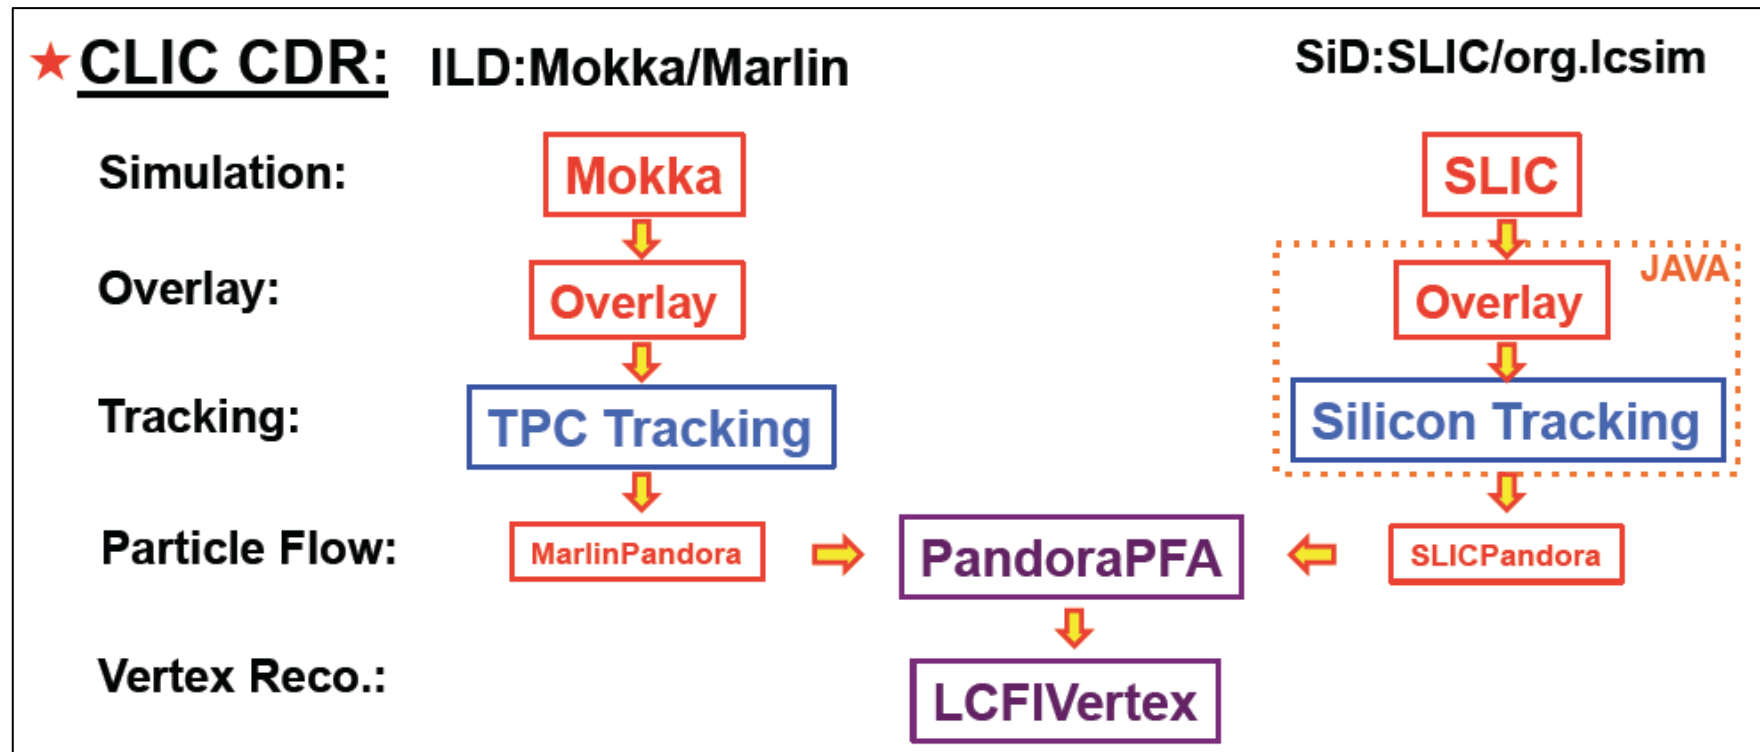 ★ CLIC CDR: ILD:Mokka/Marlin SiD:SLIC/org.lcsim
Simulation: Mokka SLIC
JAVA
Overlay: Overlay Overlay
Tracking: TPC Tracking Silicon Tracking
Particle Flow: MarlinPandora PandoraPFA SLICPandora
Vertex Reco.: LCFIVertex